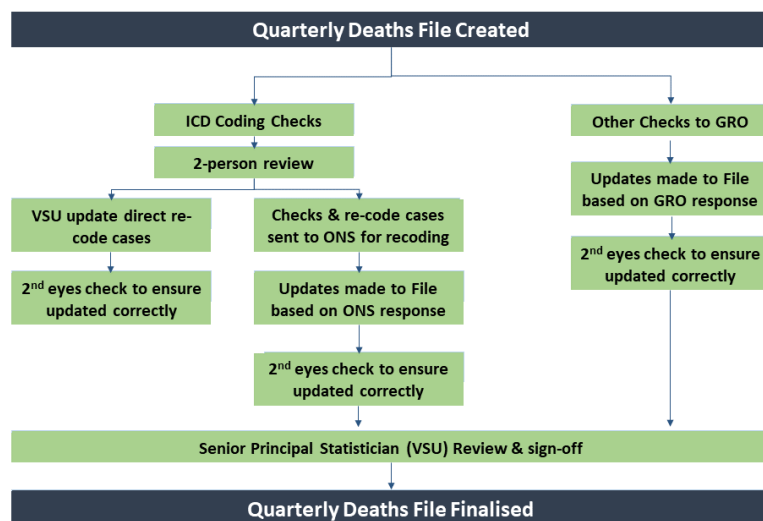 Quarterly Deaths File Created
ICD Coding Checks
2-person review
VSU update direct re-
code cases
2nd eyes check to ensure
updated correctly
Checks & re-code cases
sent to ONS for recoding
Updates made to File
based on ONS response
2nd eyes check to ensure
updated correctly
Other Checks to GRO
Updates made to File
based on GRO response
2nd eyes check to ensure
updated correctly
Senior Principal Statistician (VSU) Review & sign-off
Quarterly Deaths File Finalised